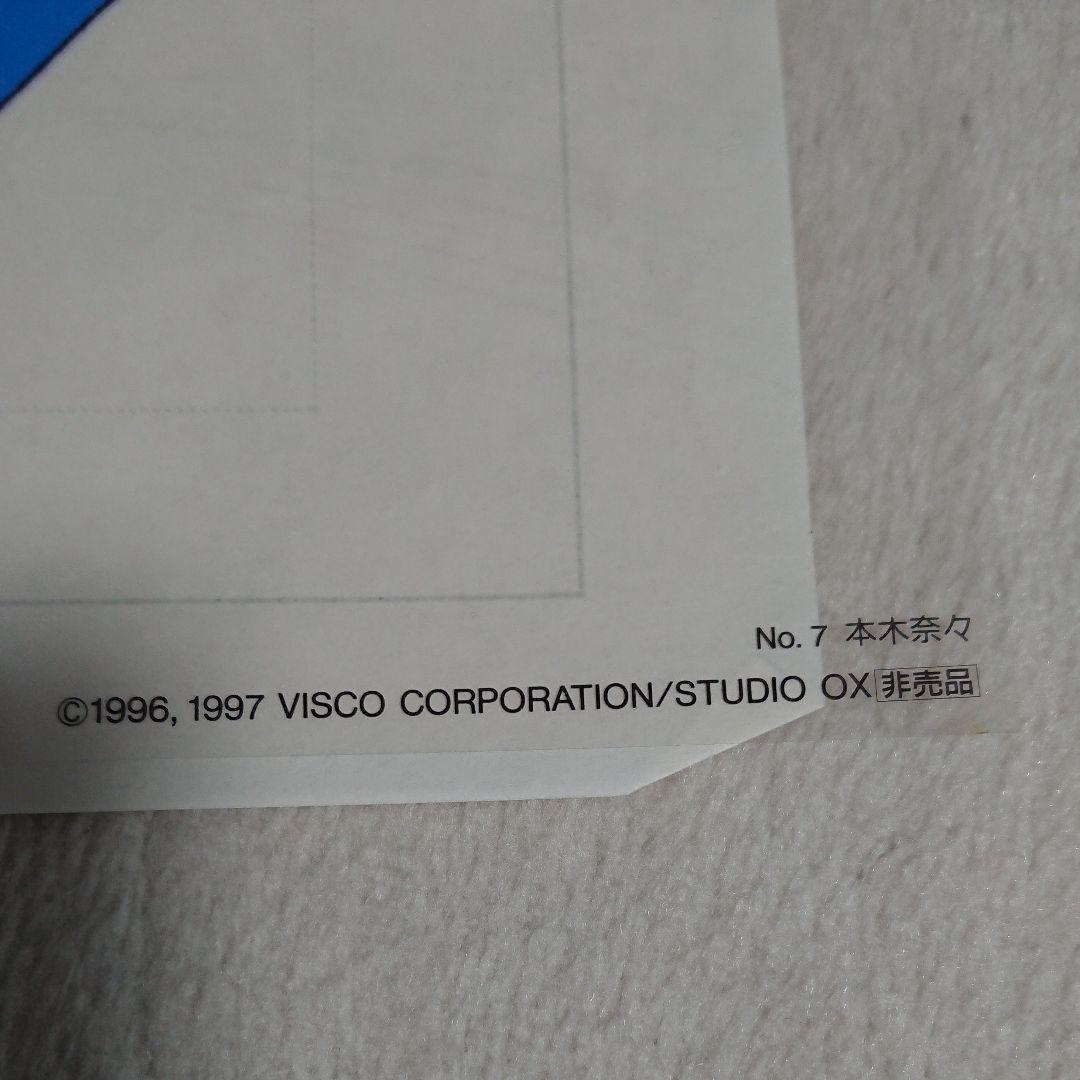 No. 7 本木奈々
©1996, 1997 VISCO CORPORATION/STUDIO OX 非売品